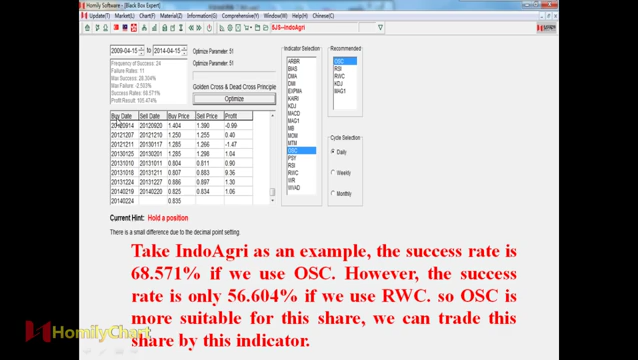 Homily Software - [Black Box Expert]
Update(T) Market(L) Chart(F) Material(Z) Information(G) Comprehensive(Y) Window(W) Help(H) Chinese(C)
SJS--IndoAgri
2009-04-15 to 2014-04-15
Optimize Parameter: 51
Optimize Parameter: 51
Frequency of Success: 24
Failure Rates: 11
Max Success: 28.304%
Max Failure: -2.503%
Profit Result: 105.474%
Golden Cross & Dead Cross Principle
Optimize
Buy Date Sell Date Buy Price Sell Price Profit
20120914 20120920 1.404 1.390 -0.99
20121207 20121210 1.250 1.255 0.40
20121211 20130117 1.285 1.266 -1.47
20130125 20130201 1.285 1.298 1.04
20131010 20131018 0.804 0.811 0.90
20131018 20131118 0.807 0.883 9.36
20131224 20131227 0.886 0.897 1.30
20140219 20140220 0.825 0.834 1.06
20140224 0.835
Indicator Selection
ARBR
BIAS
DMA
DMI
EXPMA
KAIRI
KDJ
MACD
MAG1
MB
MOM
MTM
OSC
PSY
RSI
RWC
WR
WVAD
Recommended
OSC
RSI
RWC
KDJ
MAG1
Cycle Selection
Daily
Weekly
Monthly
Current Hint: Hold a position
There is a small difference due to the decimal point setting
Take IndoAgri as an example, the success rate is
68.571% if we use OSC. However, the success
rate is only 56.604% if we use RWC. so OSC is
more suitable for this share, we can trade this
share by this indicator.
HomilyChart